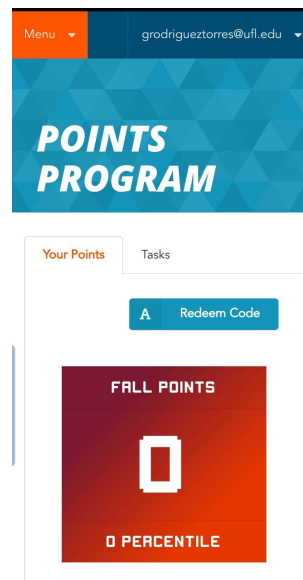 Menu
grodrigueztorres@ufl.edu
POINTS
PROGRAM
Your Points
Tasks
A Redeem Code
FALL POINTS
0
0 PERCENTILE